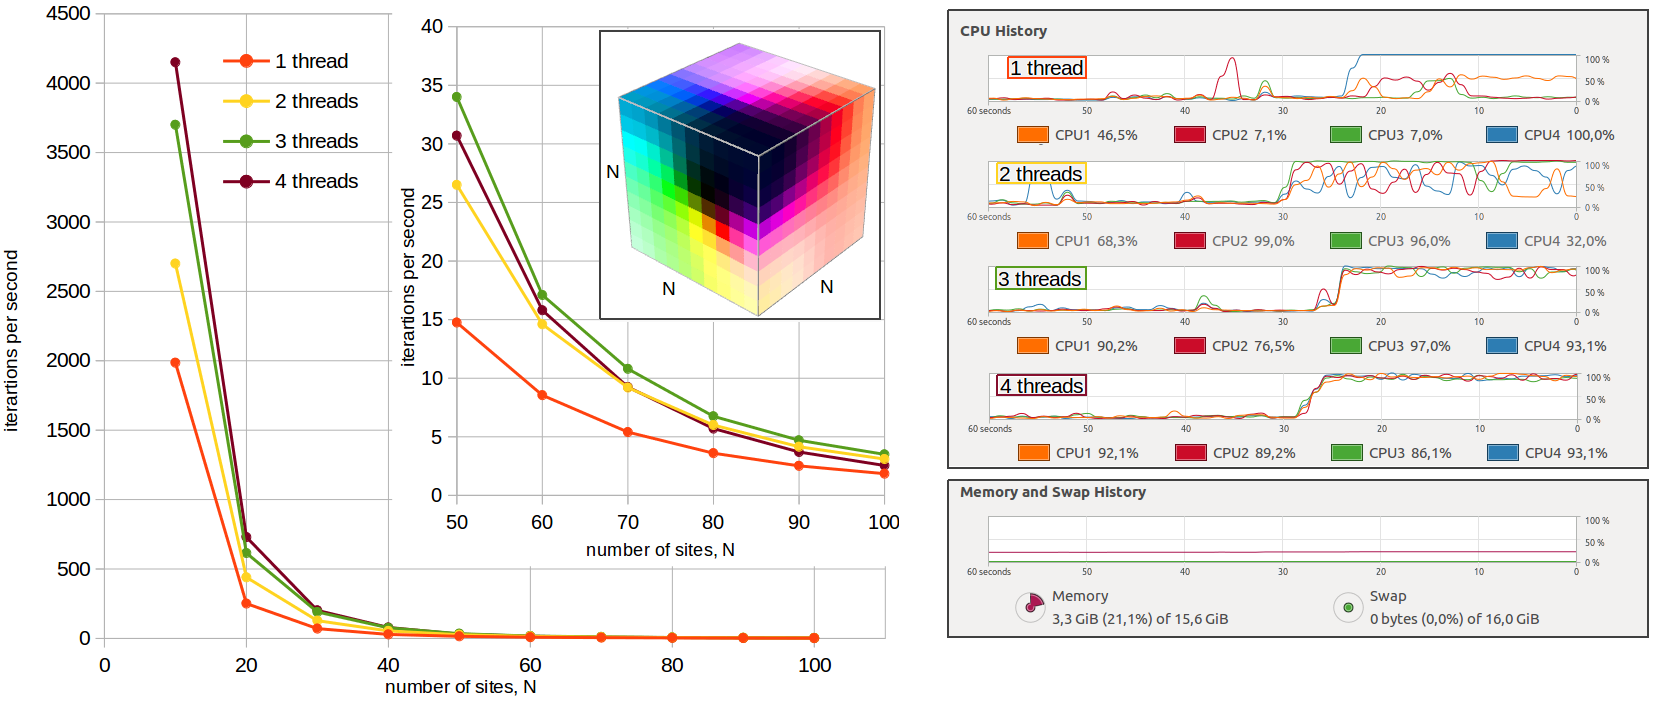 4500
4000
3500
3000
2500
2000
1500
1000
500
0
iterartions per second
0 20 40 60 80 100
number of sites, N
1 thread
2 threads
3 threads
4 threads
40
35
30
25
20
15
10
5
0
iterartions per second
50 60 70 80 90 100
number of sites, N
N
N
N
CPU History
1 thread
100 %
50 %
0 %
60 seconds 50 40 30 20 10 0
CPU1 46,5% CPU2 7,1% CPU3 7,0% CPU4 100,0%
2 threads
100 %
50 %
0 %
60 seconds 50 40 30 20 10 0
CPU1 68,3% CPU2 99,0% CPU3 96,0% CPU4 32,0%
3 threads
100 %
50 %
0 %
60 seconds 50 40 30 20 10 0
CPU1 90,2% CPU2 76,5% CPU3 97,0% CPU4 93,1%
4 threads
100 %
50 %
0 %
60 seconds 50 40 30 20 10 0
CPU1 92,1% CPU2 89,2% CPU3 86,1% CPU4 93,1%
Memory and Swap History
100 %
50 %
0 %
60 seconds 50 40 30 20 10 0
Memory
3,3 GiB (21,1%) of 15,6 GiB
Swap
0 bytes (0,0%) of 16,0 GiB